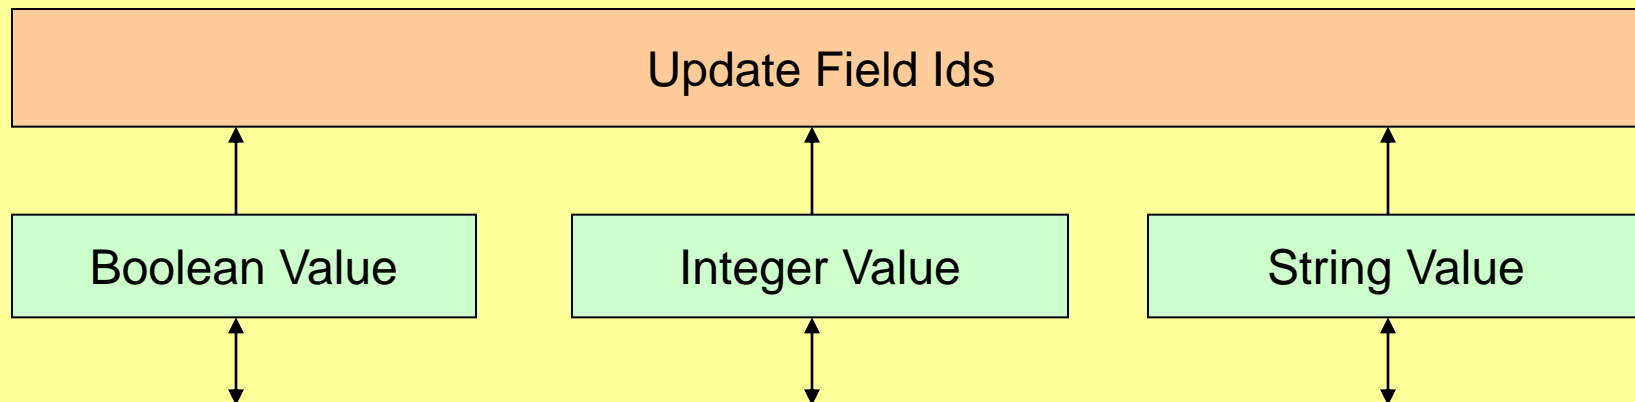 Update Field Ids
Boolean Value
Integer Value
String Value